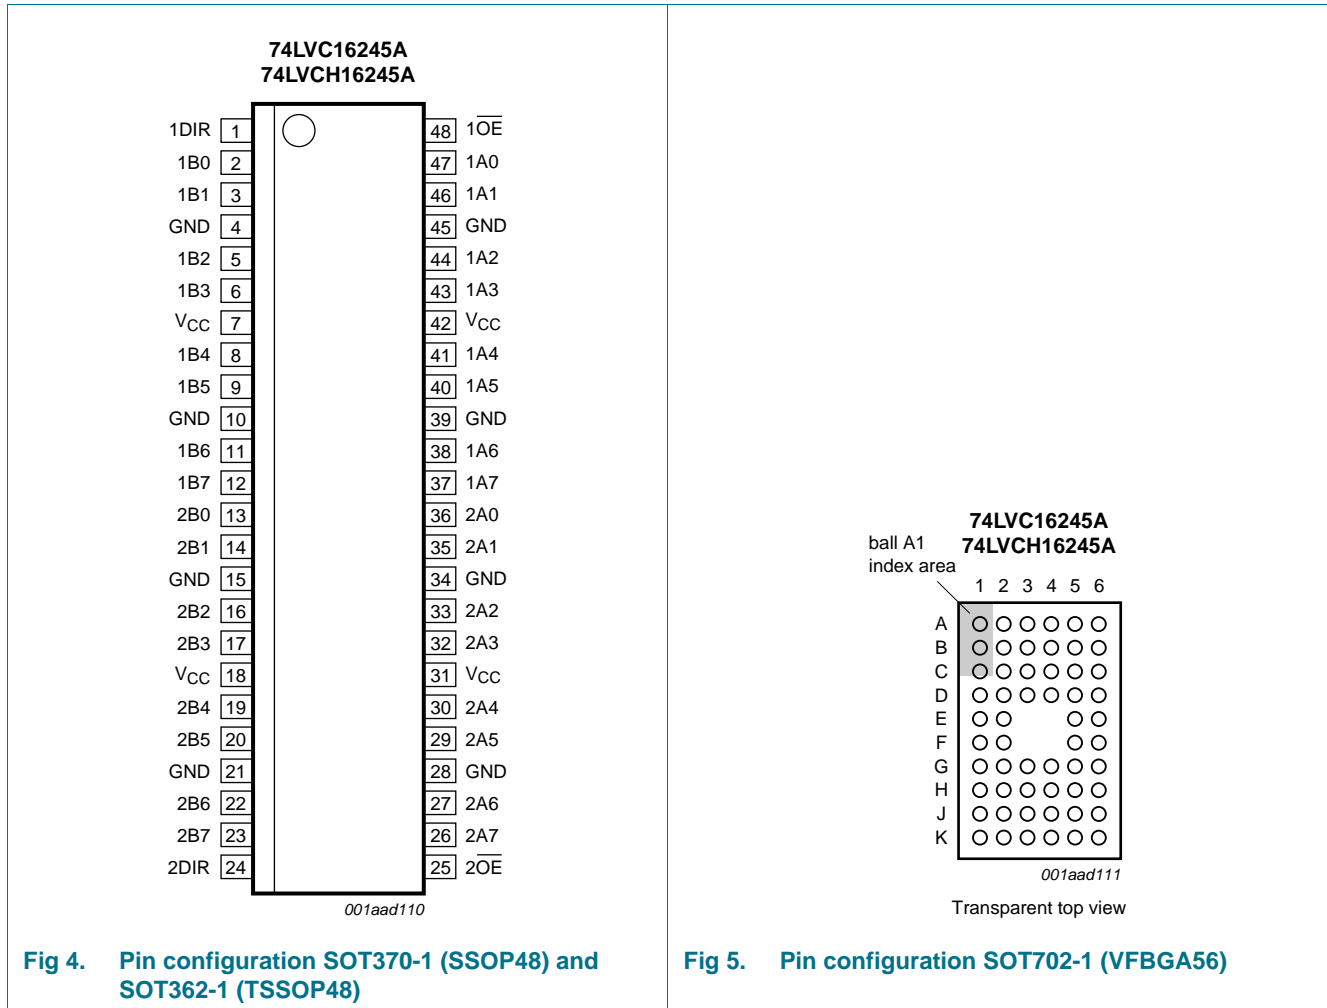 74LVC16245A
74LVCH16245A
1DIR 1 48 1OE
1B0 2 47 1A0
1B1 3 46 1A1
GND 4 45 GND
1B2 5 44 1A2
1B3 6 43 1A3
VCC 7 42 VCC
1B4 8 41 1A4
1B5 9 40 1A5
GND 10 39 GND
1B6 11 38 1A6
1B7 12 37 1A7
2B0 13 36 2A0
2B1 14 35 2A1
GND 15 34 GND
2B2 16 33 2A2
2B3 17 32 2A3
VCC 18 31 VCC
2B4 19 30 2A4
2B5 20 29 2A5
GND 21 28 GND
2B6 22 27 2A6
2B7 23 26 2A7
2DIR 24 25 2OE
001aad110
Fig 4. Pin configuration SOT370-1 (SSOP48) and
SOT362-1 (TSSOP48)
74LVC16245A
74LVCH16245A
ball A1
index area
1 2 3 4 5 6
A
B
C
D
E
F
G
H
J
K
001aad111
Transparent top view
Fig 5. Pin configuration SOT702-1 (VFBGA56)